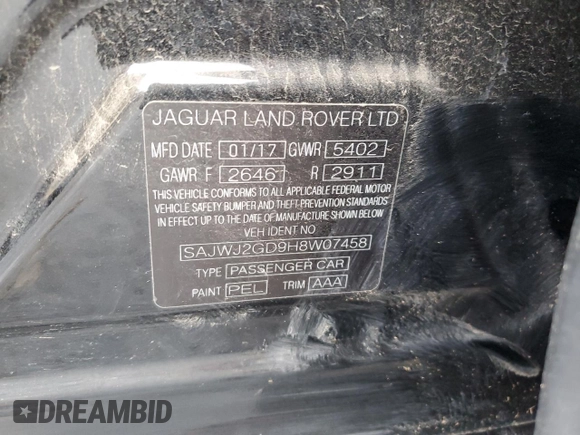 JAGUAR LAND ROVER LTD
MFD DATE 01/17 GVWR 5402
GAWR F 2646 R 2911
THIS VEHICLE CONFORMS TO ALL APPLICABLE FEDERAL MOTOR
VEHICLE SAFETY BUMPER AND THEFT PREVENTION STANDARDS
IN EFFECT UP TO THE DATE OF MANUFACTURE SHOWN BELOW
VEH IDENT NO
SAJWJ2GD9H8W07458
TYPE PASSENGER CAR
PAINT PEL TRIM AAA
DREAMBID